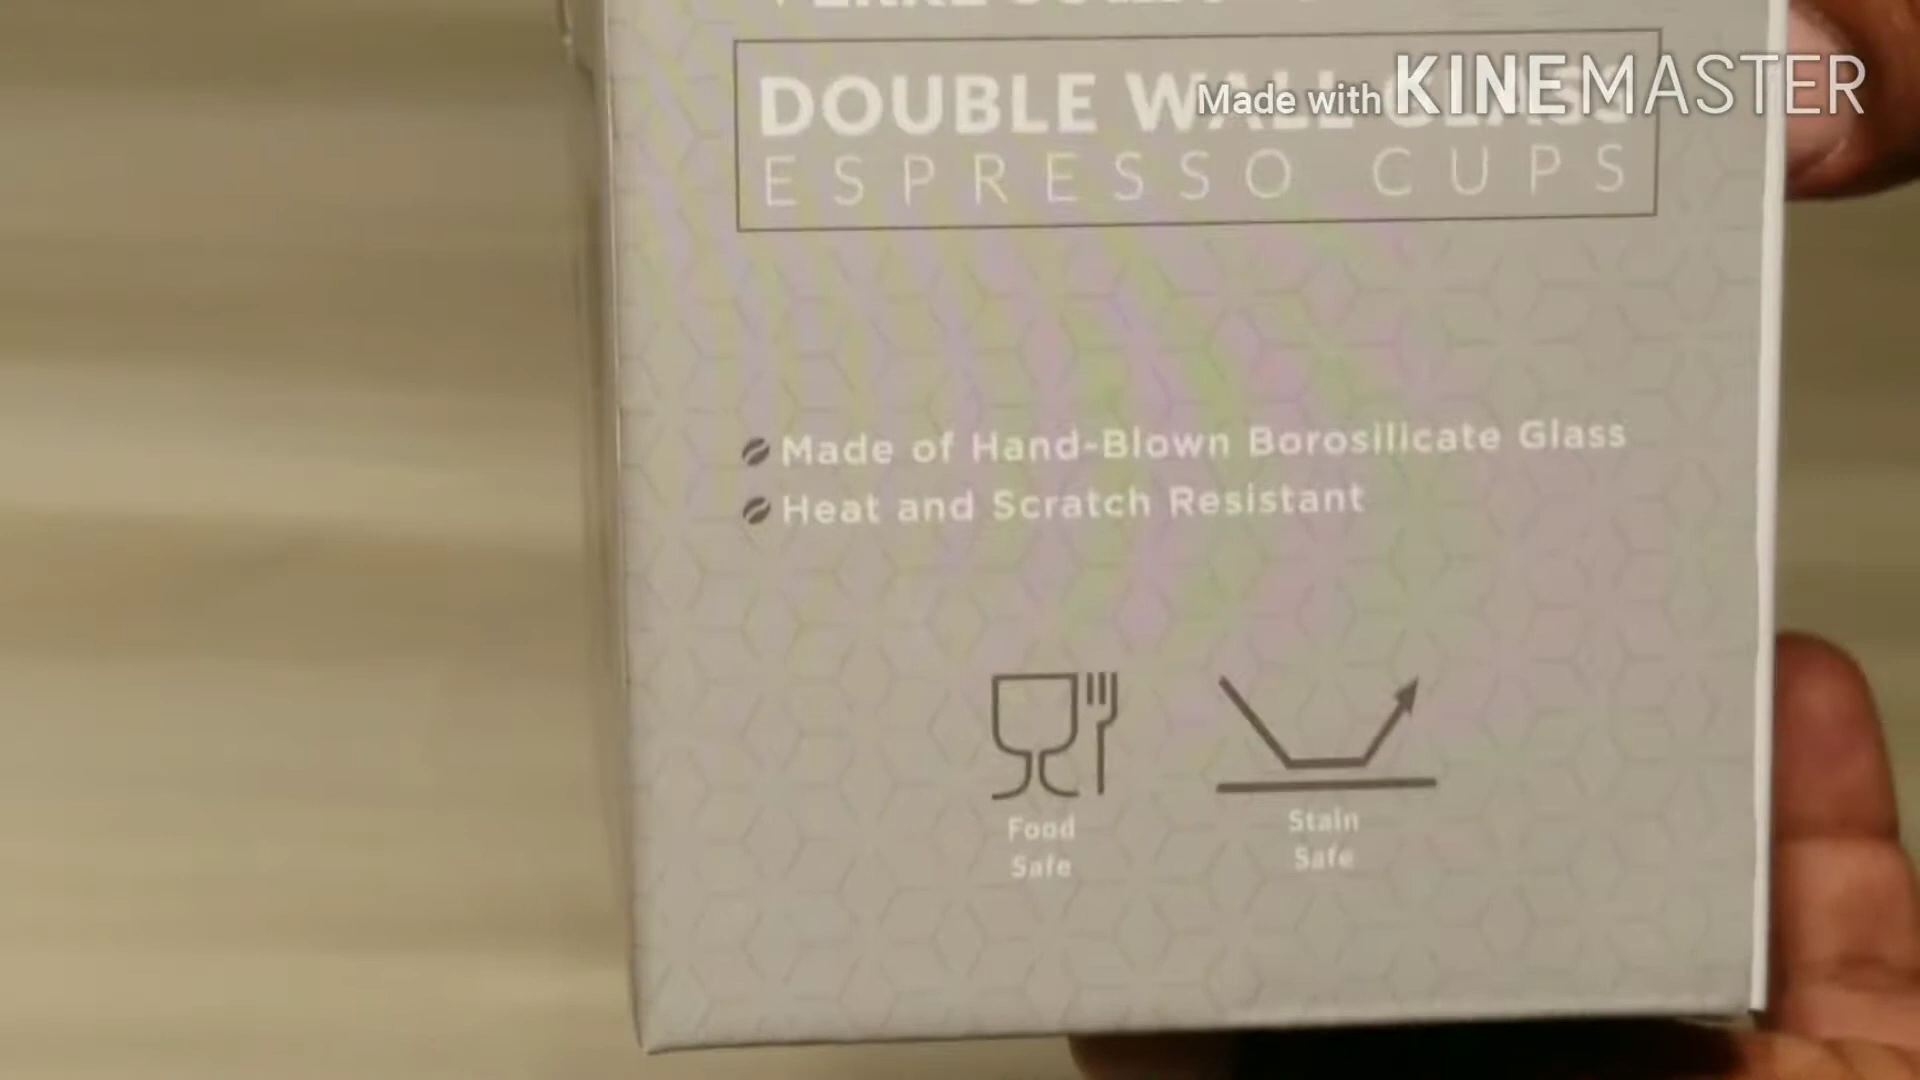 Made with KINEMASTER
DOUBLE WALL GLASS
ESPRESSO CUPS
Made of Hand-Blown Borosilicate Glass
Heat and Scratch Resistant
Food
Safe
Stain
Safe